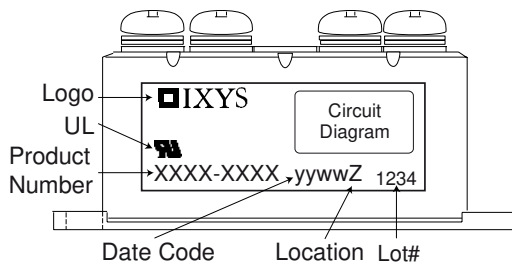 Logo
IXYS
Circuit
Diagram
UL
Product
Number
XXXX-XXXX yywwZ 1234
Date Code
Location
Lot#